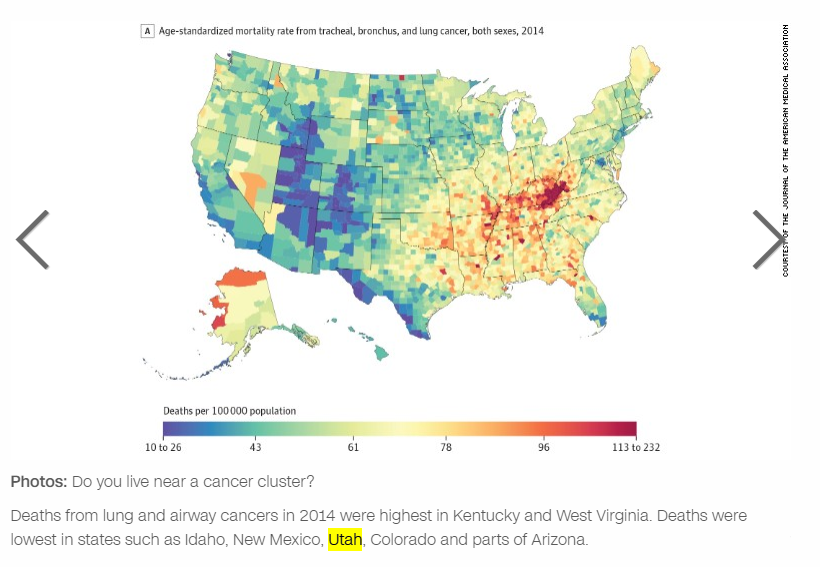 A Age-standardized mortality rate from tracheal, bronchus, and lung cancer, both sexes, 2014
COURTESY OF THE JOURNAL OF THE AMERICAN MEDICAL ASSOCIATION
Deaths per 100 000 population
10 to 26 43 61 78 96 113 to 232
Photos: Do you live near a cancer cluster?
Deaths from lung and airway cancers in 2014 were highest in Kentucky and West Virginia. Deaths were
lowest in states such as Idaho, New Mexico, Utah, Colorado and parts of Arizona.